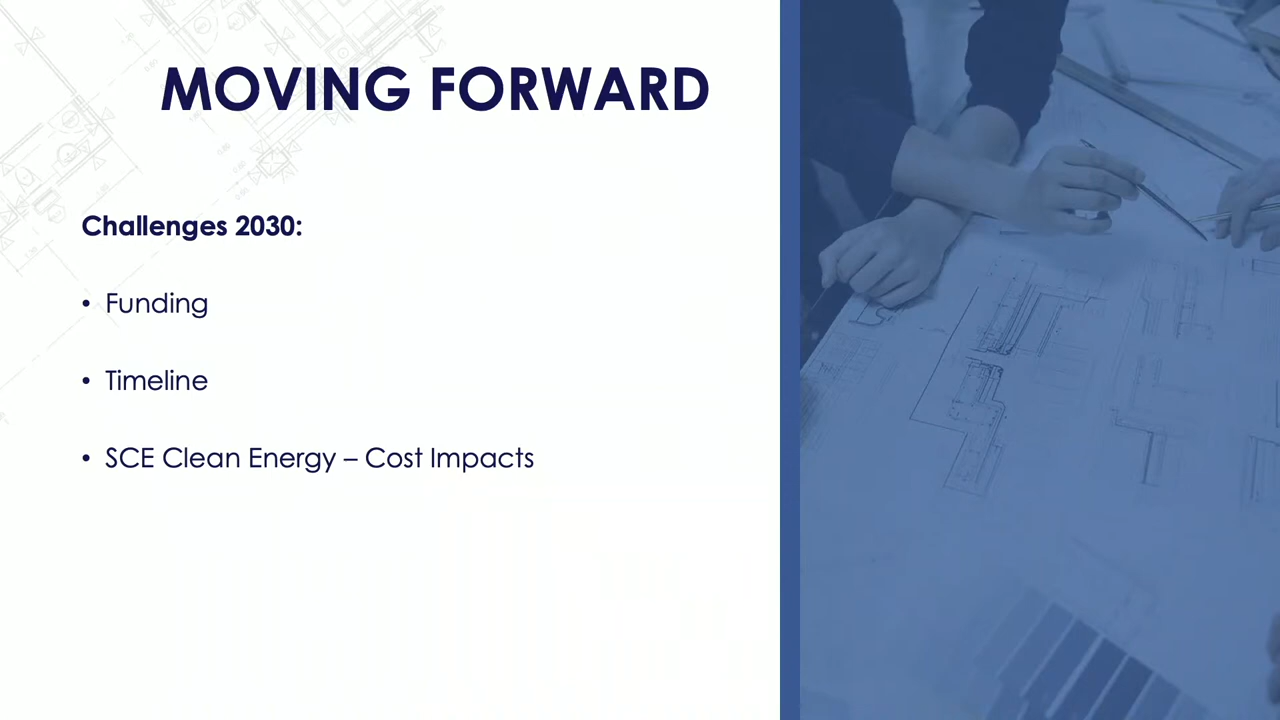 MOVING FORWARD
Challenges 2030:
• Funding
• Timeline
• SCE Clean Energy – Cost Impacts